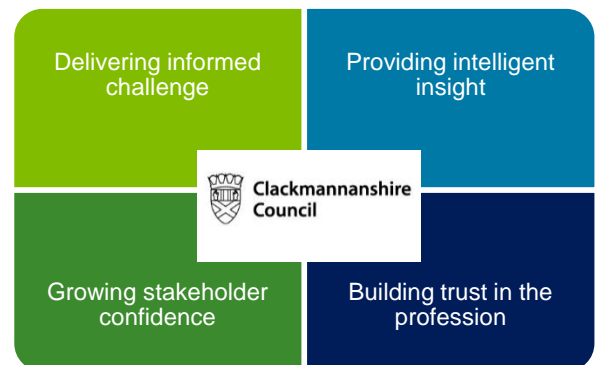 Delivering informed
challenge
Providing intelligent
insight
Clackmannanshire
Council
Growing stakeholder
confidence
Building trust in the
profession